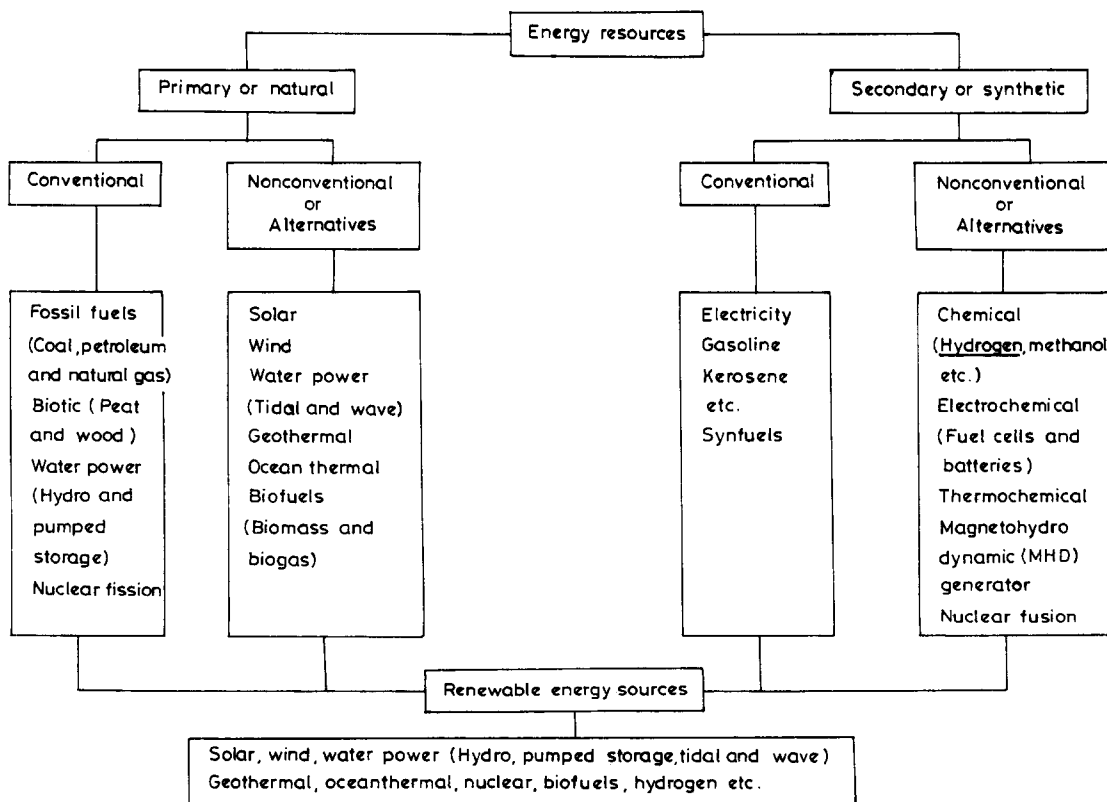 Energy resources
Primary or natural
Secondary or synthetic
Conventional
Nonconventional
or
Alternatives
Conventional
Nonconventional
or
Alternatives
Fossil fuels
(Coal, petroleum
and natural gas)
Biotic (Peat
and wood)
Water power
(Hydro and
pumped
storage)
Nuclear fission
Solar
Wind
Water power
(Tidal and wave)
Geothermal
Ocean thermal
Biofuels
(Biomass and
biogas)
Electricity
Gasoline
Kerosene
etc.
Synfuels
Chemical
(Hydrogen, methanol
etc.)
Electrochemical
(Fuel cells and
batteries)
Thermochemical
Magnetohydro
dynamic (MHD)
generator
Nuclear fusion
Renewable energy sources
Solar, wind, water power (Hydro, pumped storage, tidal and wave)
Geothermal, oceanthermal, nuclear, biofuels, hydrogen etc.